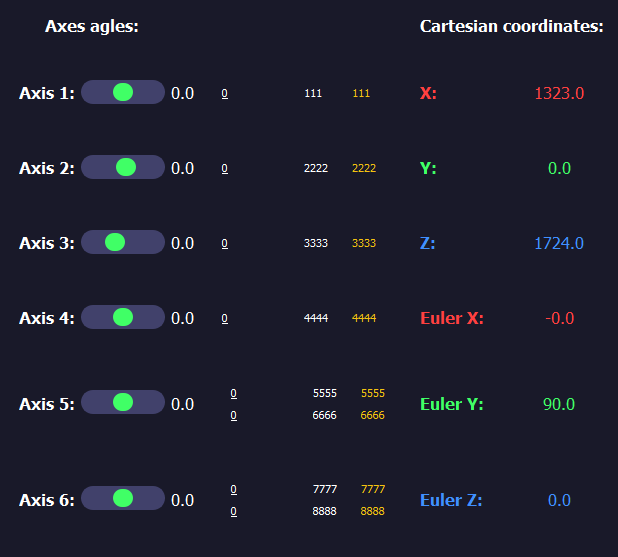 Axes agles: Cartesian coordinates:
Axis 1: 0.0 0 111 111 X: 1323.0
Axis 2: 0.0 0 2222 2222 Y: 0.0
Axis 3: 0.0 0 3333 3333 Z: 1724.0
Axis 4: 0.0 0 4444 4444 Euler X: -0.0
0 5555 5555
Axis 5: 0.0 Euler Y: 90.0
0 6666 6666
0 7777 7777
Axis 6: 0.0 Euler Z: 0.0
0 8888 8888